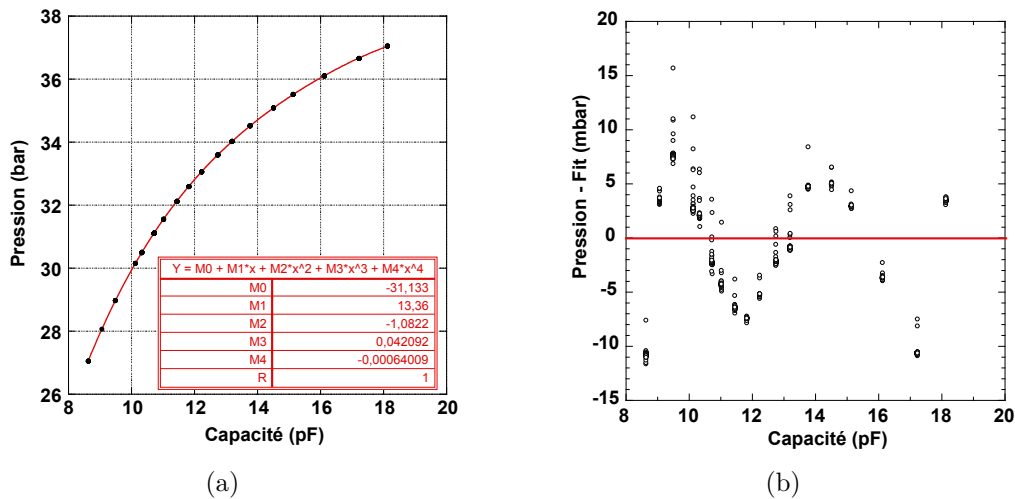 38
36
34
32
30
28
26
Pression (bar)
Y = M0 + M1*x + M2*x^2 + M3*x^3 + M4*x^4
M0 -31,133
M1 13,36
M2 -1,0822
M3 0,042092
M4 -0,00064009
R 1
8 10 12 14 16 18 20
Capacité (pF)
(a)
20
15
10
5
0
-5
-10
-15
Pression - Fit (mbar)
8 10 12 14 16 18 20
Capacité (pF)
(b)